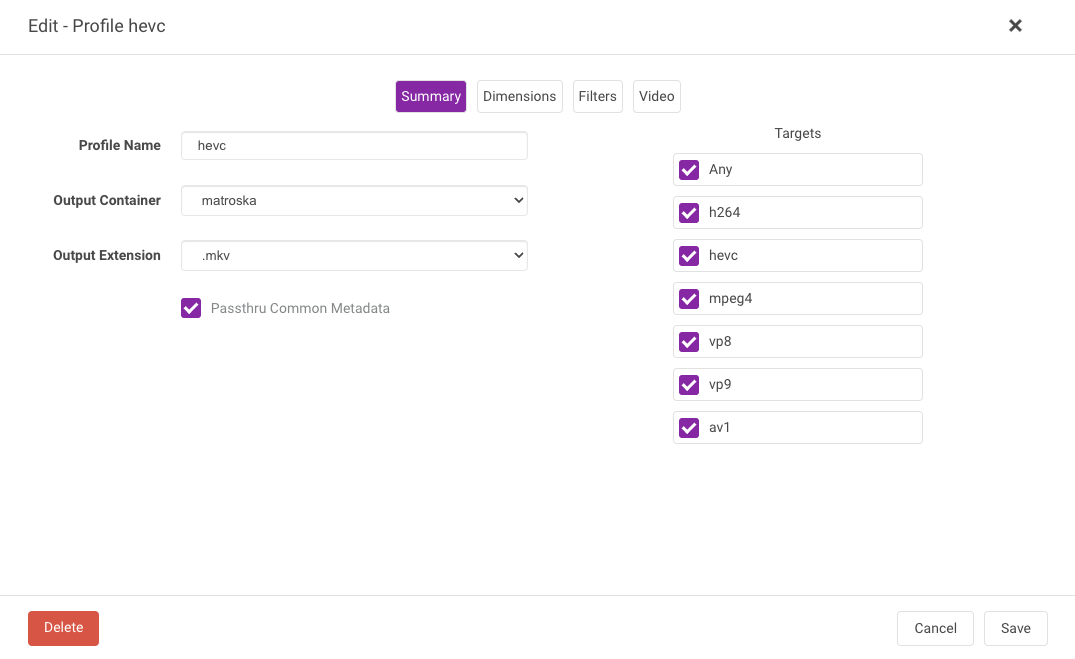 Edit - Profile hevc
Summary Dimensions Filters Video
Profile Name hevc
Output Container matroska
Output Extension .mkv
Passthru Common Metadata
Targets
Any
h264
hevc
mpeg4
vp8
vp9
av1
Delete Cancel Save